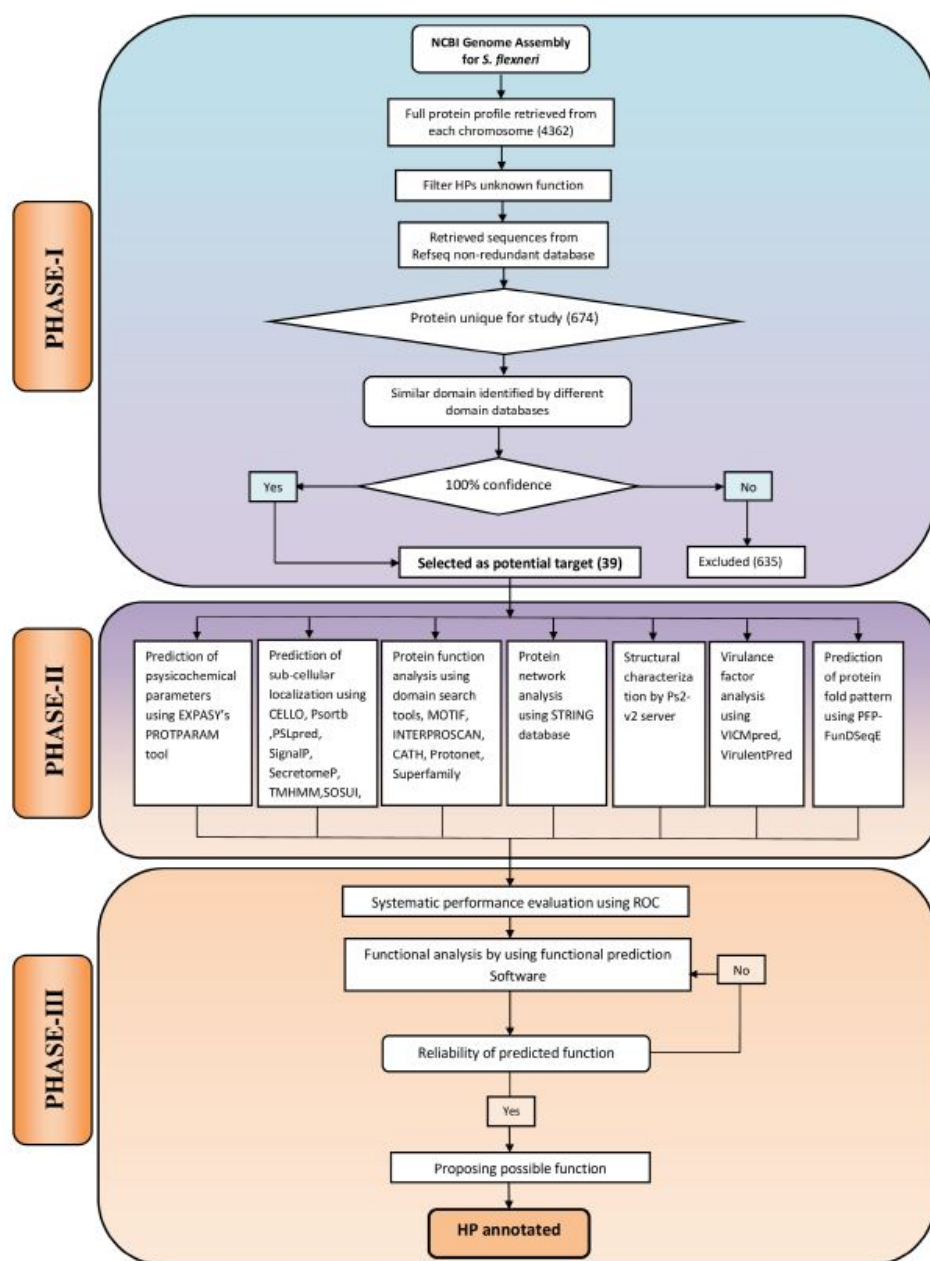 PHASE-I
NCBI Genome Assembly
for S. flexneri
Full protein profile retrieved from
each chromosome (4362)
Filter HPs unknown function
Retrieved sequences from
Refseq non-redundant database
Protein unique for study (674)
Similar domain identified by different
domain databases
100% confidence
Yes
No
Selected as potential target (39)
Excluded (635)
PHASE-II
Prediction of
psysicochemical
parameters
using EXPASY's
PROTPARAM
tool
Prediction of
sub-cellular
localization using
CELLO, Psortb
,PSLpred,
SignalP,
SecretomeP,
TMHMM,SOSUI,
Protein function
analysis using
domain search
tools, MOTIF,
INTERPROSCAN,
CATH, Protonet,
Superfamily
Protein
network
analysis
using STRING
database
Structural
characteriza
tion by Ps2-
v2 server
Virulance
factor
analysis
using
VICMpred,
VirulentPred
Prediction
of protein
fold pattern
using PFP-
FunDSeqE
PHASE-III
Systematic performance evaluation using ROC
Functional analysis by using functional prediction
Software
No
Reliability of predicted function
Yes
Proposing possible function
HP annotated